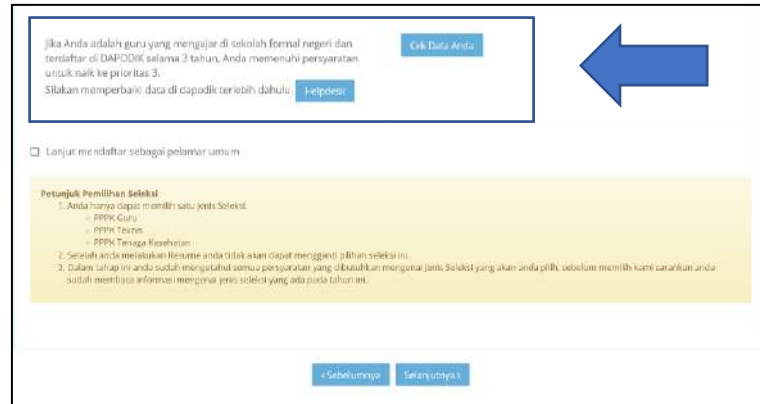 Jika Anda adalah guru yang mengajar di sekolah formal negeri dan
terdaftar di DAPODIK selama 3 tahun, Anda memenuhi persyaratan
untuk naik ke prioritas 3.
Cek Data Anda
Silakan memperbaiki data di dapodik terlebih dahulu. Helpdesk
Lanjut mendaftar sebagai pelamar umum
Petunjuk Pemilihan Seleksi
1. Anda hanya dapat memilih satu jenis Seleksi.
PPPK Guru
PPPK Teknis
PPPK Tenaga Kesehatan
2. Setelah anda melakukan Resume anda tidak akan dapat mengganti pilihan seleksi ini.
3. Dalam tahap ini anda sudah mengetahui semua persyaratan yang dibutuhkan mengenai Jenis Seleksi yang akan anda pilih, sebelum memilih kami sarankan anda
sudah membaca informasi mengenai jenis seleksi yang ada pada tahun ini.
‹ Sebelumnya Selanjutnya ›